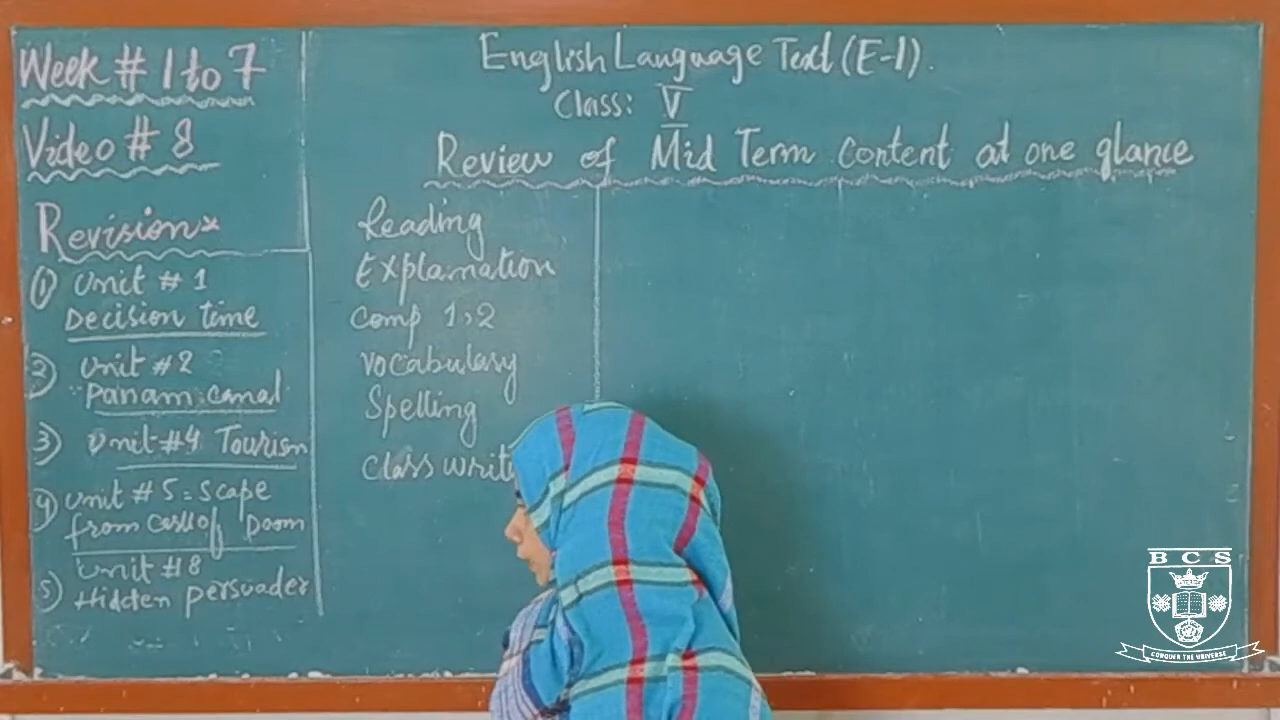 Week # 1 to 7
Video # 8
English Language Text (E-1).
Class: V
Review of Mid Term Content at one glance
Revision
1) Unit # 1
Decision time
2) Unit # 2
Panam canal
3) Unit #4 Tourism
4) Unit # 5 = Scape
from of Doom
5) Unit #8
Hidden persuader
Reading
Explanation
Comp 1,2
Vocabulary
Spelling
Class writ
BCS
CONQUER THE UNIVERSE